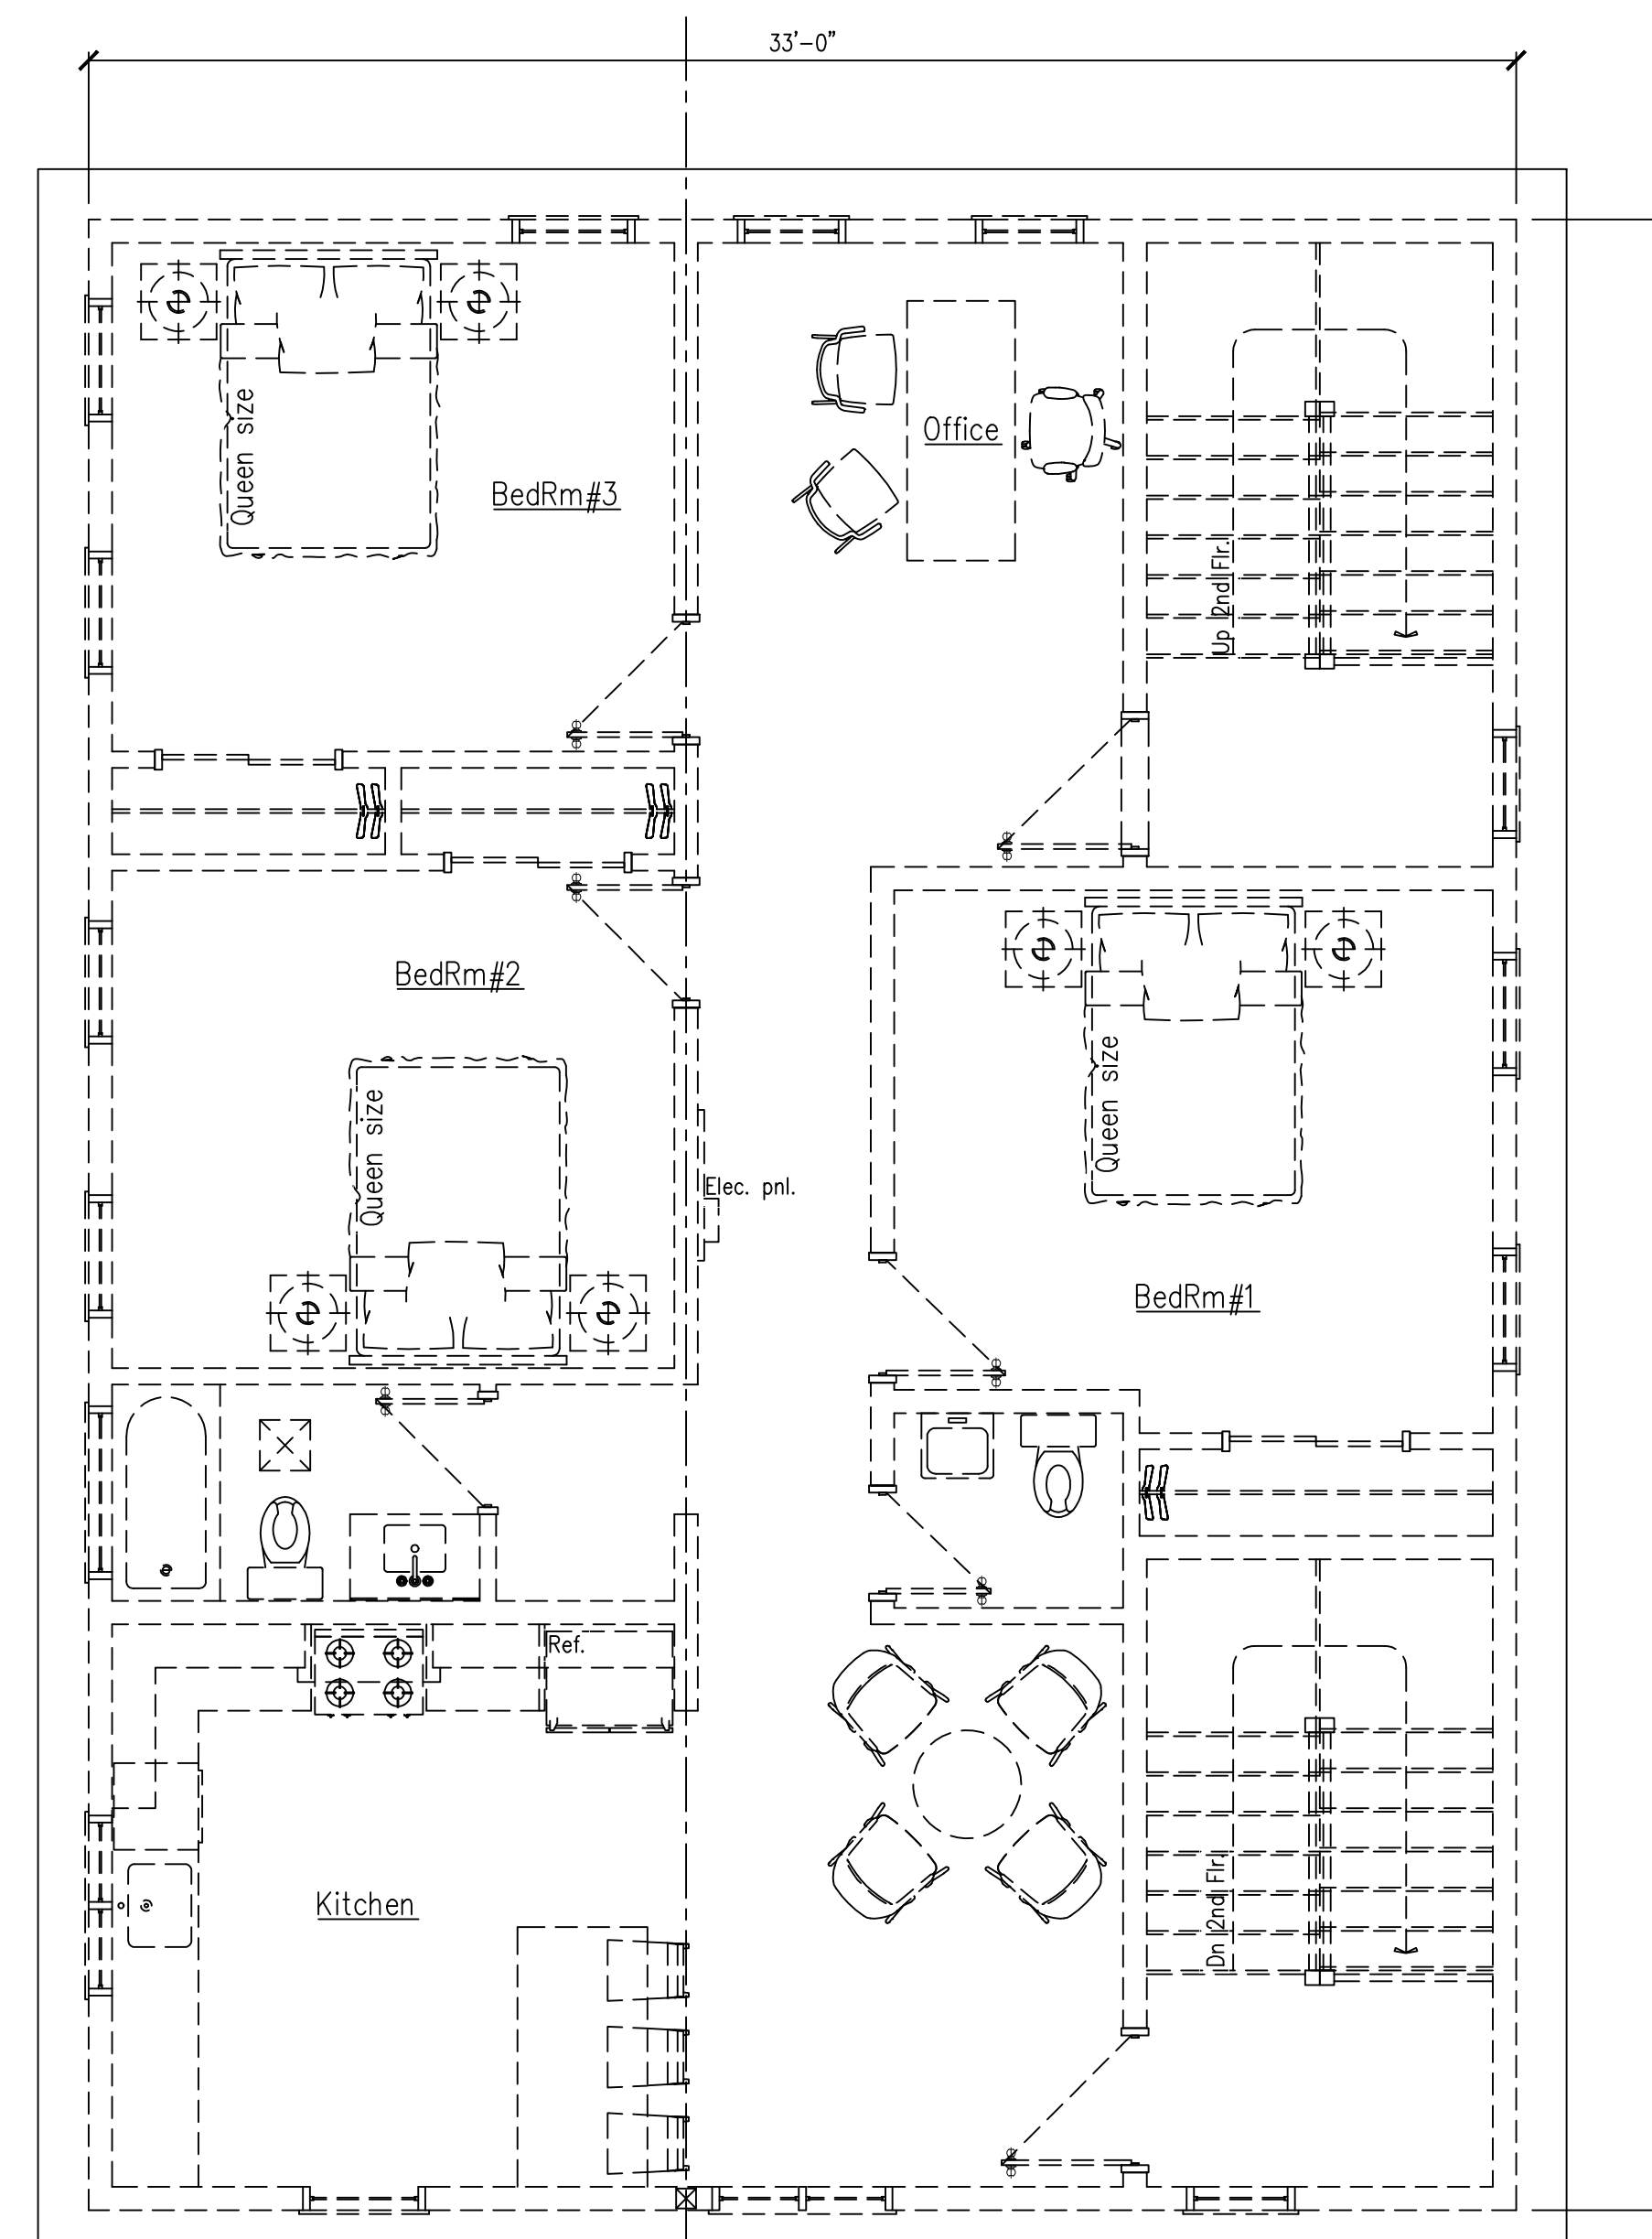 33'-0"
Office
Queen size
BedRm#3
Up 2nd Flr.
BedRm#2
Queen size
Queen size
Elec. pnl.
BedRm#1
Ref.
Kitchen
Dn 2nd Flr.